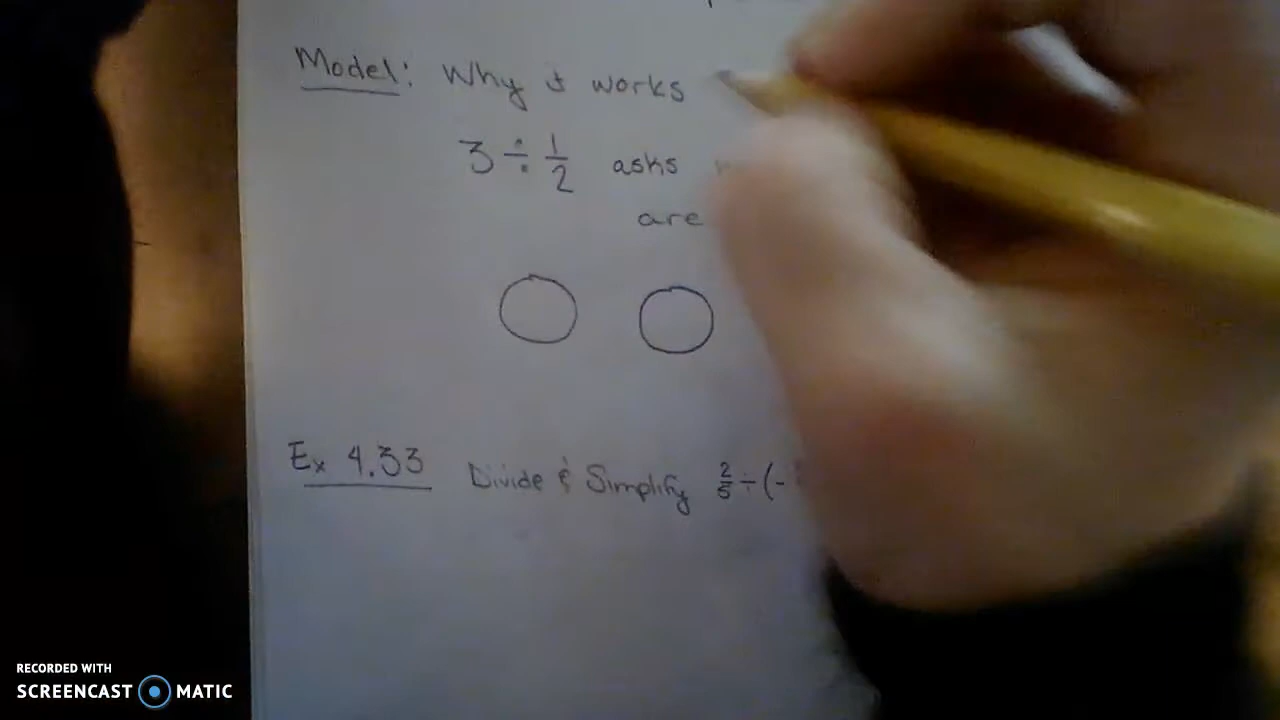 Model: Why it works
3 ÷ 1/2 asks
are
Ex 4.33 Divide & Simplify 2/5 ÷ (-
RECORDED WITH
SCREENCAST MATIC